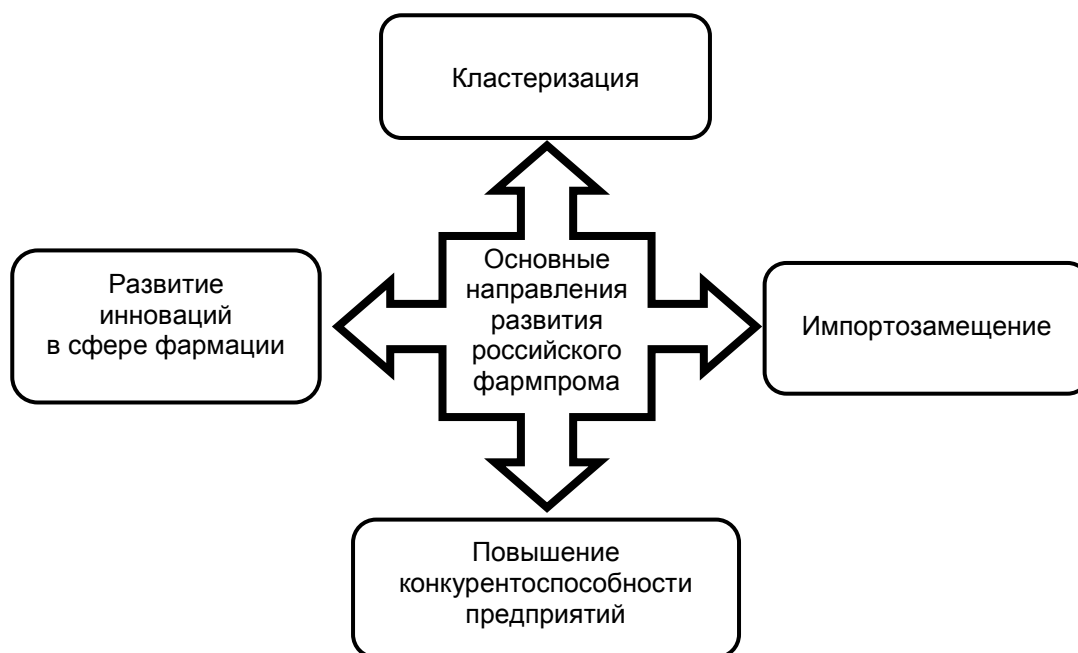 Кластеризация
Развитие
инноваций
в сфере фармации
Основные
направления
развития
российского
фармпрома
Импортозамещение
Повышение
конкурентоспособности
предприятий